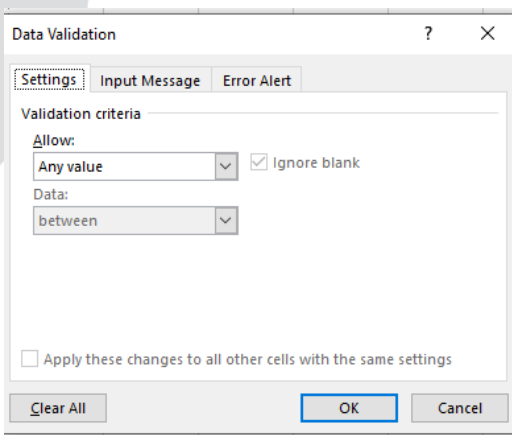 Data Validation ? ×
Settings Input Message Error Alert
Validation criteria
Allow:
Any value Ignore blank
Data:
between
Apply these changes to all other cells with the same settings
Clear All OK Cancel